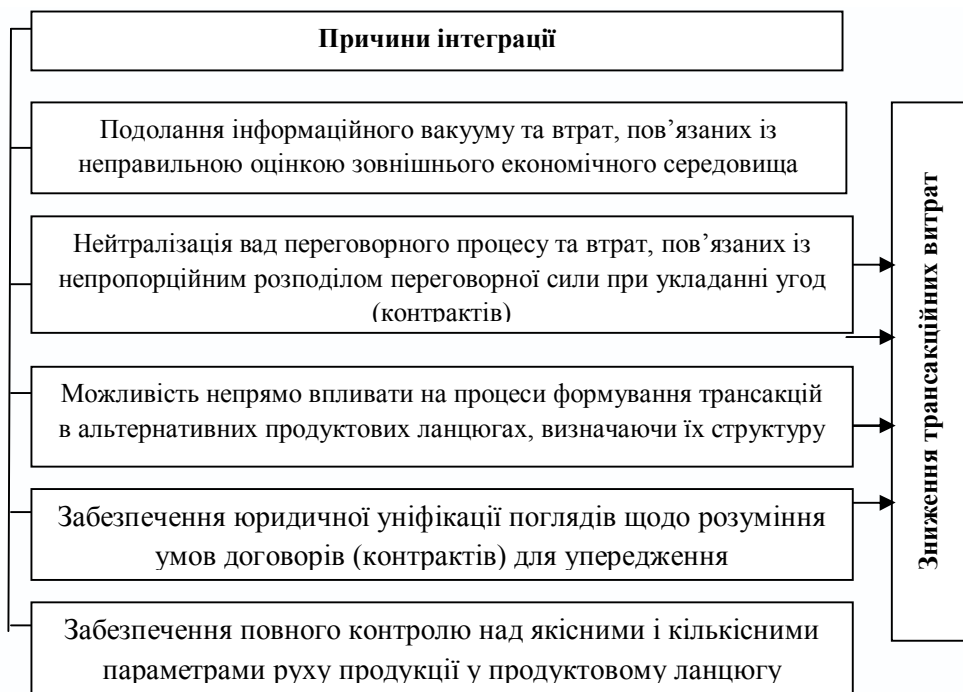 Причини інтеграції
Подолання інформаційного вакууму та втрат, пов’язаних із
неправильною оцінкою зовнішнього економічного середовища
Нейтралізація вад переговорного процесу та втрат, пов’язаних із
непропорційним розподілом переговорної сили при укладанні угод
(контрактів)
Можливість непрямо впливати на процеси формування трансакцій
в альтернативних продуктових ланцюгах, визначаючи їх структуру
Забезпечення юридичної уніфікації поглядів щодо розуміння
умов договорів (контрактів) для упередження
Забезпечення повного контролю над якісними і кількісними
параметрами руху продукції у продуктовому ланцюгу
Зниження трансакційних витрат